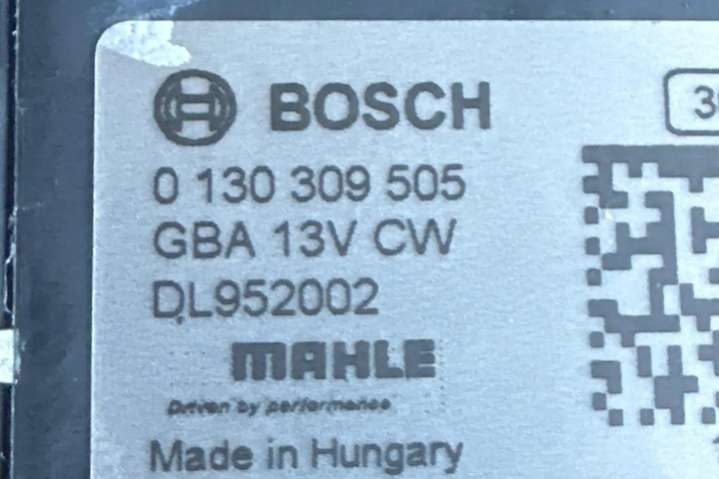 BOSCH
0 130 309 505
GBA 13V CW
DL952002
MAHLE
Driven by performance
Made in Hungary